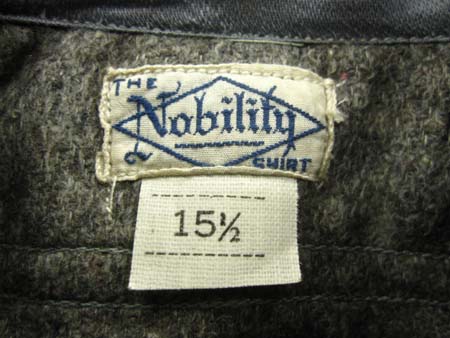 THE
Nobility
SHIRT
15½